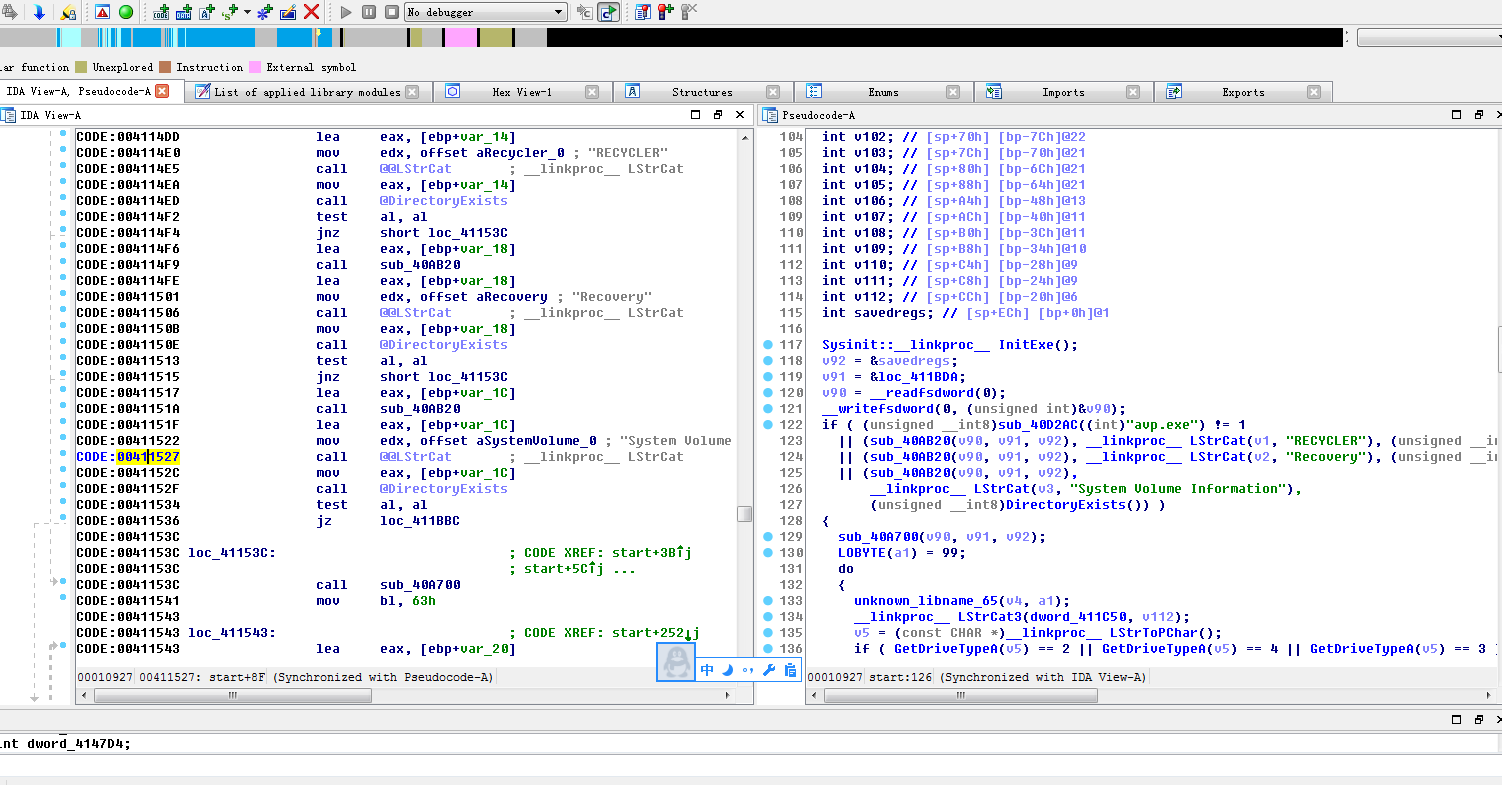 No debugger
ar function Unexplored Instruction External symbol
IDA View-A, Pseudocode-A List of applied library modules Hex View-1 Structures Enums Imports Exports
IDA View-A
CODE:004114DD lea eax, [ebp+var_14]
CODE:004114E0 mov edx, offset aRecycler_0 ; "RECYCLER"
CODE:004114E5 call @@LStrCat ; __linkproc__ LStrCat
CODE:004114EA mov eax, [ebp+var_14]
CODE:004114ED call @DirectoryExists
CODE:004114F2 test al, al
CODE:004114F4 jnz short loc_41153C
CODE:004114F6 lea eax, [ebp+var_18]
CODE:004114F9 call sub_40AB20
CODE:004114FE lea eax, [ebp+var_18]
CODE:00411501 mov edx, offset aRecovery ; "Recovery"
CODE:00411506 call @@LStrCat ; __linkproc__ LStrCat
CODE:0041150B mov eax, [ebp+var_18]
CODE:0041150E call @DirectoryExists
CODE:00411513 test al, al
CODE:00411515 jnz short loc_41153C
CODE:00411517 lea eax, [ebp+var_1C]
CODE:0041151A call sub_40AB20
CODE:0041151F lea eax, [ebp+var_1C]
CODE:00411522 mov edx, offset aSystemVolume_0 ; "System Volume
CODE:00411527 call @@LStrCat ; __linkproc__ LStrCat
CODE:0041152C mov eax, [ebp+var_1C]
CODE:0041152F call @DirectoryExists
CODE:00411534 test al, al
CODE:00411536 jz loc_411BBC
CODE:0041153C
CODE:0041153C loc_41153C: ; CODE XREF: start+3B↑j
CODE:0041153C ; start+5C↑j ...
CODE:0041153C call sub_40A700
CODE:00411541 mov bl, 63h
CODE:00411543
CODE:00411543 loc_411543: ; CODE XREF: start+252↓j
CODE:00411543 lea eax, [ebp+var_20]
00010927 00411527: start+8F (Synchronized with Pseudocode-A)
中
Pseudocode-A
104 int v102; // [sp+70h] [bp-7Ch]@22
105 int v103; // [sp+7Ch] [bp-70h]@21
106 int v104; // [sp+80h] [bp-6Ch]@21
107 int v105; // [sp+88h] [bp-64h]@21
108 int v106; // [sp+A4h] [bp-48h]@13
109 int v107; // [sp+ACh] [bp-40h]@11
110 int v108; // [sp+B0h] [bp-3Ch]@11
111 int v109; // [sp+B8h] [bp-34h]@10
112 int v110; // [sp+C4h] [bp-28h]@9
113 int v111; // [sp+C8h] [bp-24h]@9
114 int v112; // [sp+CCh] [bp-20h]@6
115 int savedregs; // [sp+ECh] [bp+0h]@1
116
117 Sysinit::__linkproc__ InitExe();
118 v92 = &savedregs;
119 v91 = &loc_411BDA;
120 v90 = __readfsdword(0);
121 __writefsdword(0, (unsigned int)&v90);
122 if ( (unsigned __int8)sub_40D2AC((int)"avp.exe") != 1
123 || (sub_40AB20(v90, v91, v92), __linkproc__ LStrCat(v1, "RECYCLER"), (unsigned __i
124 || (sub_40AB20(v90, v91, v92), __linkproc__ LStrCat(v2, "Recovery"), (unsigned __i
125 || (sub_40AB20(v90, v91, v92),
126 __linkproc__ LStrCat(v3, "System Volume Information"),
127 (unsigned __int8)DirectoryExists()) )
128 {
129 sub_40A700(v90, v91, v92);
130 LOBYTE(a1) = 99;
131 do
132 {
133 unknown_libname_65(v4, a1);
134 __linkproc__ LStrCat3(dword_411C50, v112);
135 v5 = (const CHAR *)__linkproc__ LStrToPChar();
136 if ( GetDriveTypeA(v5) == 2 || GetDriveTypeA(v5) == 4 || GetDriveTypeA(v5) == 3 )
00010927 start:126 (Synchronized with IDA View-A)
int dword_4147D4;